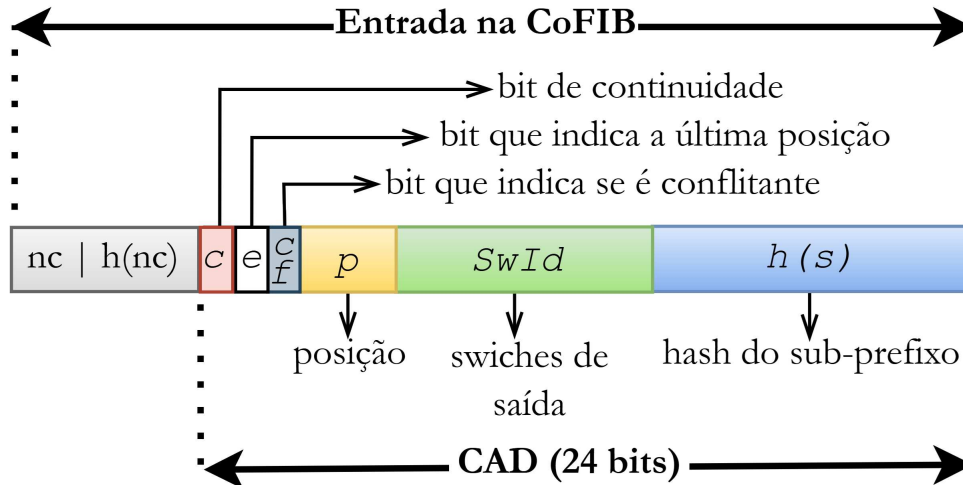 Entrada na CoFIB
bit de continuidade
bit que indica a última posição
bit que indica se é conflitante
nc | h(nc) c e cf p SwId h(s)
posição
swiches de
saída
hash do sub-prefixo
CAD (24 bits)